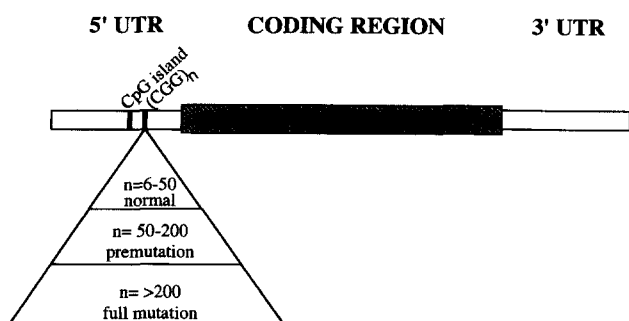 5' UTR CODING REGION 3' UTR
CpG island
(CGG)n
n=6-50
normal
n= 50-200
premutation
n= >200
full mutation